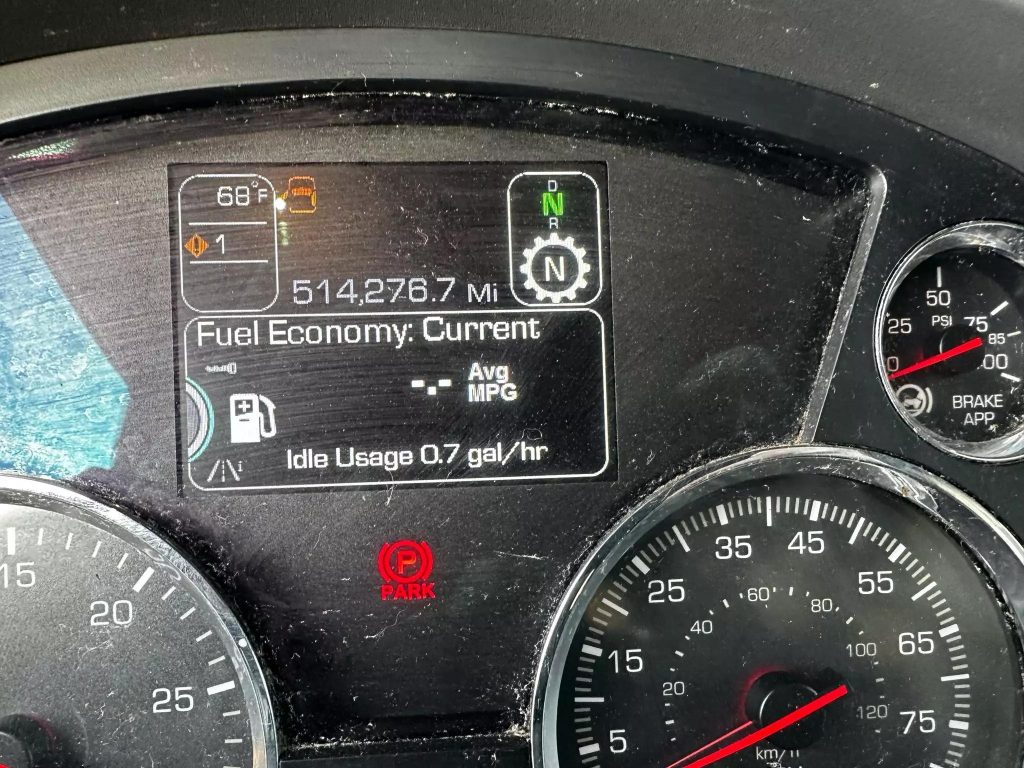 68°F
1
D
N
R
N
514,276.7 Mi
Fuel Economy: Current
-.- Avg
MPG
Idle Usage 0.7 gal/hr
P
PARK
0 25 50 75 85 100
PSI
BRAKE
APP
15 20 25
5 15 25 35 45 55 65 75
20 40 60 80 100 120
km/h